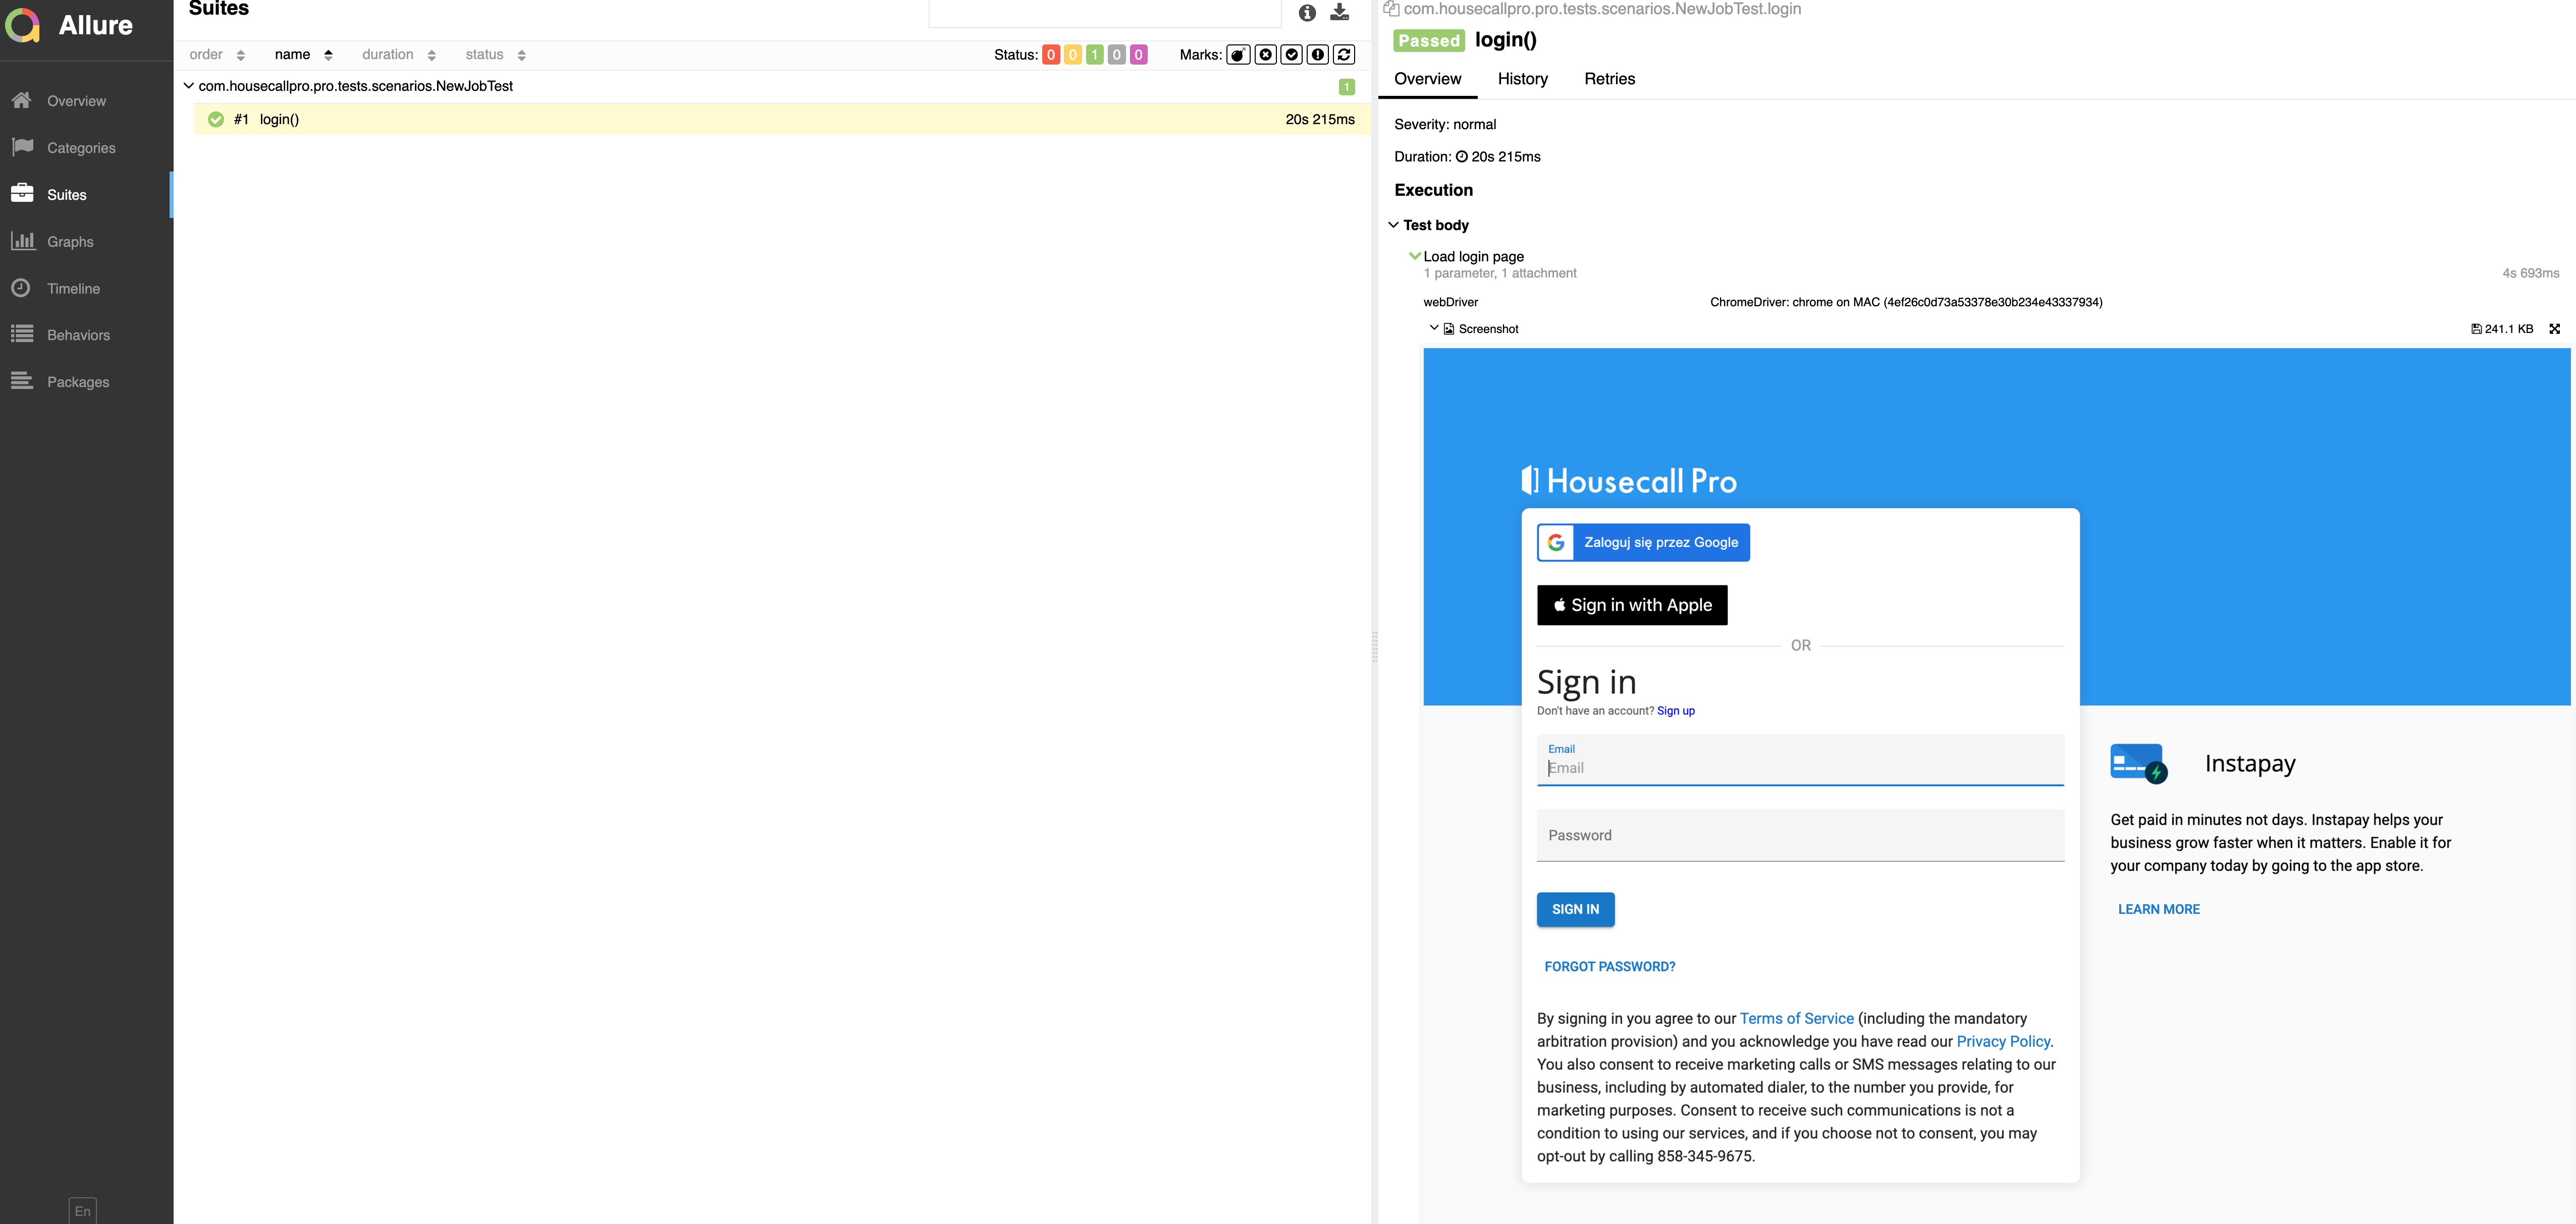 Allure
Overview
Categories
Suites
Graphs
Timeline
Behaviors
Packages
En
Suites
order name duration status
Status: 0 0 1 0 0 Marks:
com.housecallpro.pro.tests.scenarios.NewJobTest 1
#1 login() 20s 215ms
com.housecallpro.pro.tests.scenarios.NewJobTest.login
Passed login()
Overview History Retries
Severity: normal
Duration: 20s 215ms
Execution
Test body
Load login page
1 parameter, 1 attachment 4s 693ms
webDriver ChromeDriver: chrome on MAC (4ef26c0d73a53378e30b234e43337934)
Screenshot 241.1 KB
Housecall Pro
Zaloguj się przez Google
Sign in with Apple
OR
Sign in
Don't have an account? Sign up
Email
Email
Password
SIGN IN
FORGOT PASSWORD?
By signing in you agree to our Terms of Service (including the mandatory
arbitration provision) and you acknowledge you have read our Privacy Policy.
You also consent to receive marketing calls or SMS messages relating to our
business, including by automated dialer, to the number you provide, for
marketing purposes. Consent to receive such communications is not a
condition to using our services, and if you choose not to consent, you may
opt-out by calling 858-345-9675.
Instapay
Get paid in minutes not days. Instapay helps your
business grow faster when it matters. Enable it for
your company today by going to the app store.
LEARN MORE